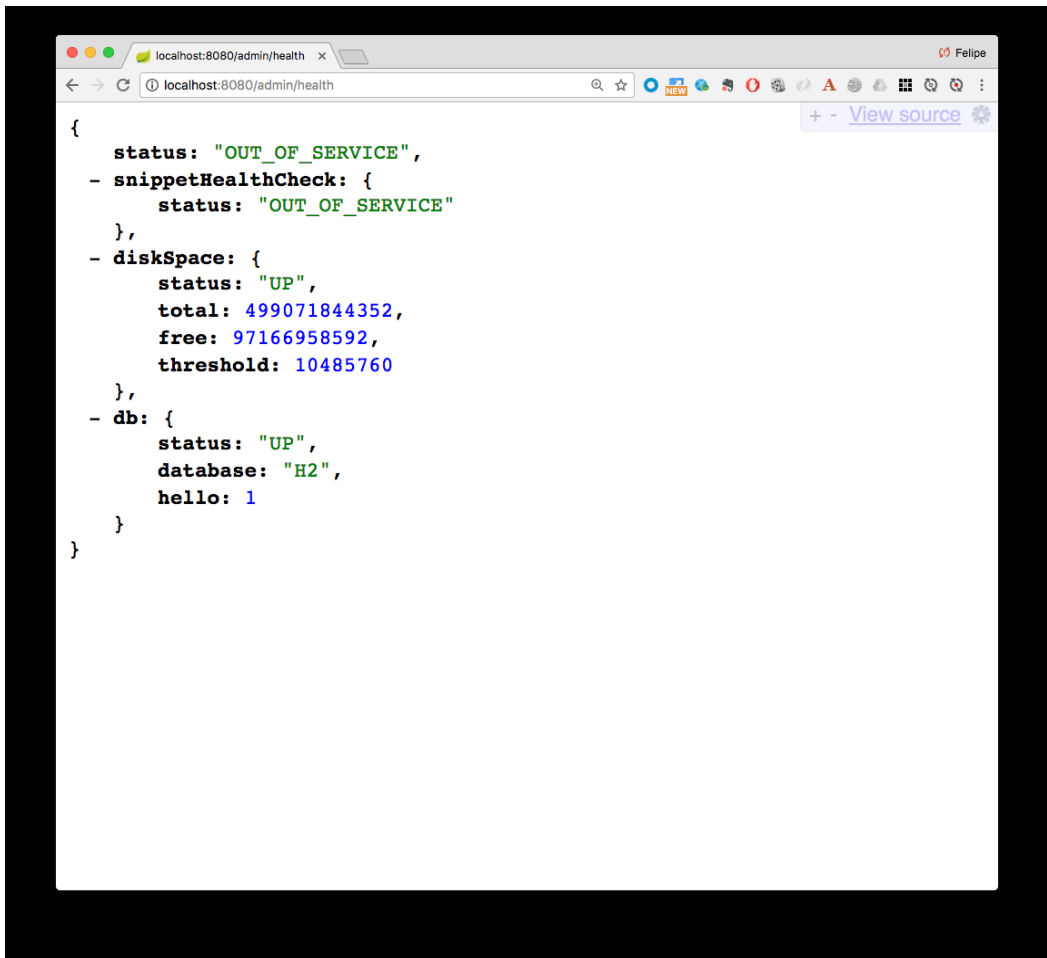 localhost:8080/admin/health
Felipe
localhost:8080/admin/health
NEW
A
+ - View source
{
status: "OUT_OF_SERVICE",
- snippetHealthCheck: {
status: "OUT_OF_SERVICE"
},
- diskSpace: {
status: "UP",
total: 499071844352,
free: 97166958592,
threshold: 10485760
},
- db: {
status: "UP",
database: "H2",
hello: 1
}
}